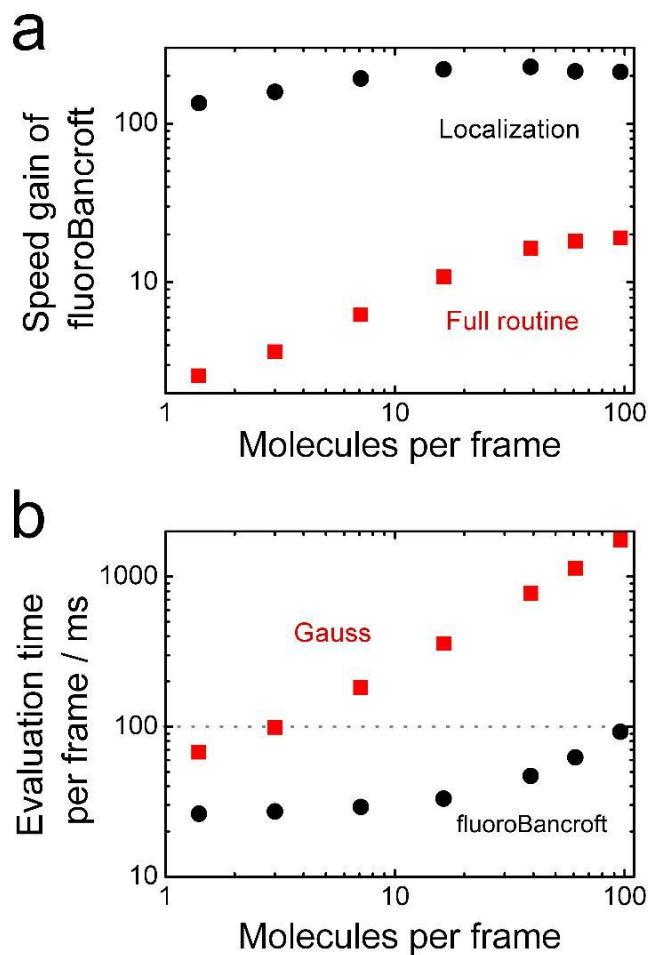 a
Speed gain of
fluoroBancroft
100
10
Localization
Full routine
1
10
100
Molecules per frame
b
Evaluation time
per frame / ms
1000
100
10
Gauss
fluoroBancroft
1
10
100
Molecules per frame